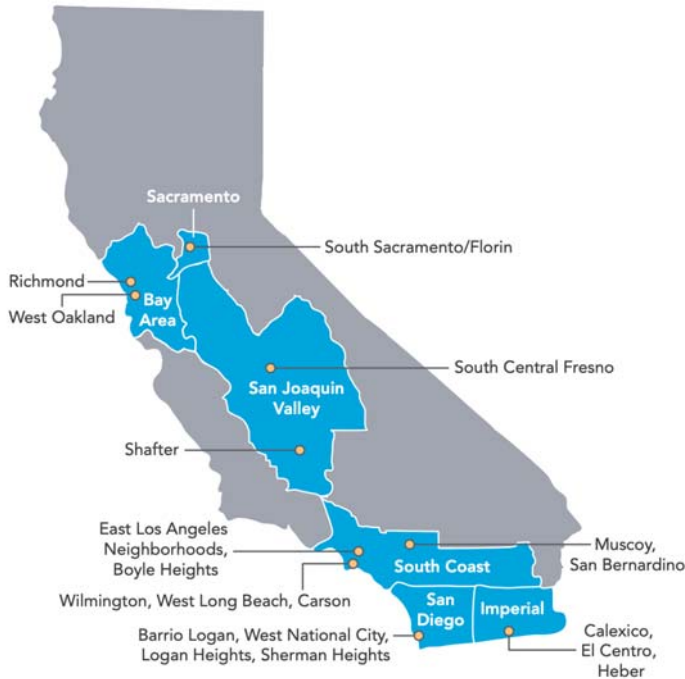 Sacramento
South Sacramento/Florin
Richmond
West Oakland
Bay
Area
South Central Fresno
San Joaquin
Valley
Shafter
East Los Angeles
Neighborhoods,
Boyle Heights
Muscoy,
San Bernardino
South Coast
Wilmington, West Long Beach, Carson
San
Diego
Imperial
Barrio Logan, West National City,
Logan Heights, Sherman Heights
Calexico,
El Centro,
Heber